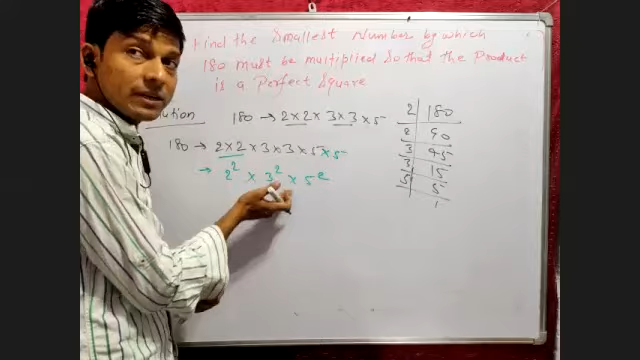 Find the Smallest Number by which
180 must be multiplied So that the Product
is a Perfect Square
lution 180 → 2 × 2 × 3 × 3 × 5
180 → 2 × 2 × 3 × 3 × 5 × 5
→ 2² × 3² × 5²
2 | 180
2 | 90
3 | 45
3 | 15
5 | 5
1